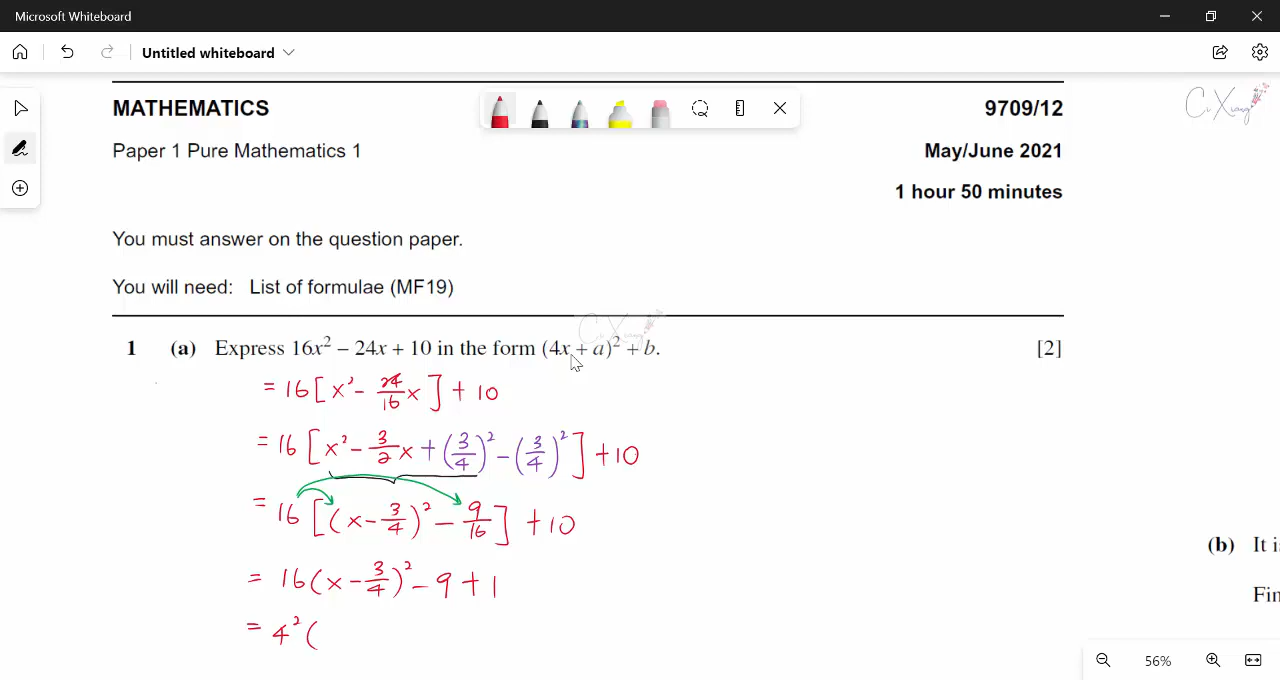 Microsoft Whiteboard
Untitled whiteboard
MATHEMATICS 9709/12
Paper 1 Pure Mathematics 1 May/June 2021
1 hour 50 minutes
You must answer on the question paper.
You will need: List of formulae (MF19)
1 (a) Express 16x² − 24x + 10 in the form (4x + a)² + b. [2]
= 16[x² − 24/16 x] + 10
= 16[x² − 3/2 x + (3/4)² − (3/4)²] + 10
= 16[(x − 3/4)² − 9/16] + 10
(b) It i
= 16(x − 3/4)² − 9 + 1
Fin
= 4²(
56%